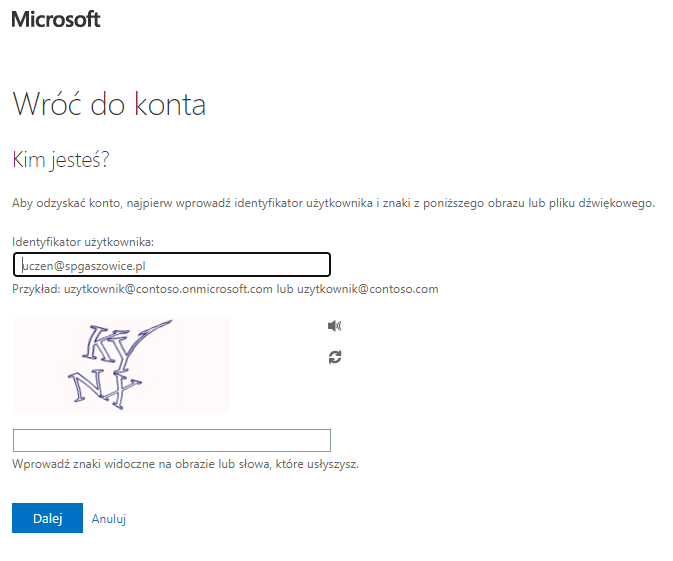 Microsoft
Wróć do konta
Kim jesteś?
Aby odzyskać konto, najpierw wprowadź identyfikator użytkownika i znaki z poniższego obrazu lub pliku dźwiękowego.
Identyfikator użytkownika:
uczen@spgaszowice.pl
Przykład: uzytkownik@contoso.onmicrosoft.com lub uzytkownik@contoso.com
Wprowadź znaki widoczne na obrazie lub słowa, które usłyszysz.
Dalej Anuluj